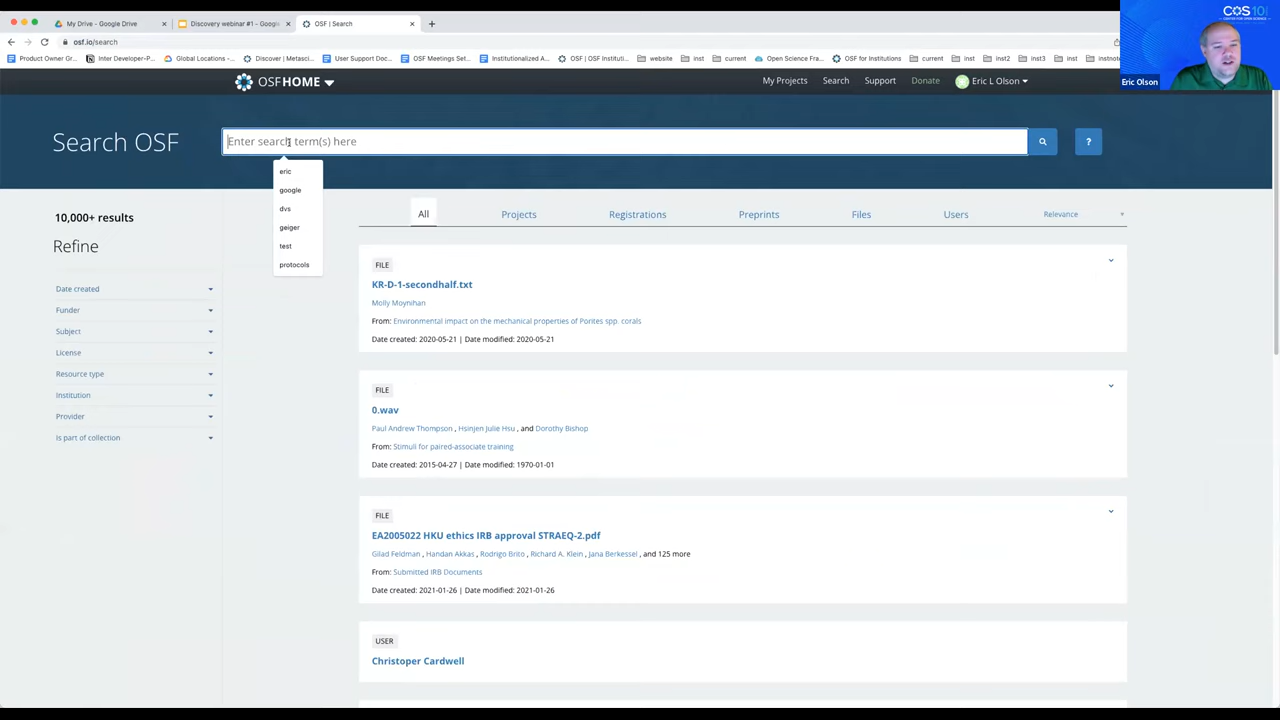 My Drive - Google Drive
Discovery webinar #1 - Google
OSF | Search
osf.io/search
Product Owner Gr...
Inter Developer-P...
Global Locations -...
Discover | Metasci...
User Support Doc...
OSF Meetings Set...
Institutionalized A...
OSF | OSF Instituti...
website
inst
current
Open Science Fra...
OSF for Institutions
current
inst
inst2
inst3
instnote
COS10
CENTER FOR OPEN SCIENCE
Eric Olson
OSFHOME
My Projects
Search
Support
Donate
Eric L Olson
Search OSF
Enter search term(s) here
?
eric
google
dvs
geiger
test
protocols
10,000+ results
Refine
Date created
Funder
Subject
License
Resource type
Institution
Provider
Is part of collection
All
Projects
Registrations
Preprints
Files
Users
Relevance
FILE
KR-D-1-secondhalf.txt
Molly Moynihan
From: Environmental impact on the mechanical properties of Porites spp. corals
Date created: 2020-05-21 | Date modified: 2020-05-21
FILE
0.wav
Paul Andrew Thompson , Hsinjen Julie Hsu , and Dorothy Bishop
From: Stimuli for paired-associate training
Date created: 2015-04-27 | Date modified: 1970-01-01
FILE
EA2005022 HKU ethics IRB approval STRAEQ-2.pdf
Gilad Feldman , Handan Akkas , Rodrigo Brito , Richard A. Klein , Jana Berkessel , and 125 more
From: Submitted IRB Documents
Date created: 2021-01-26 | Date modified: 2021-01-26
USER
Christoper Cardwell